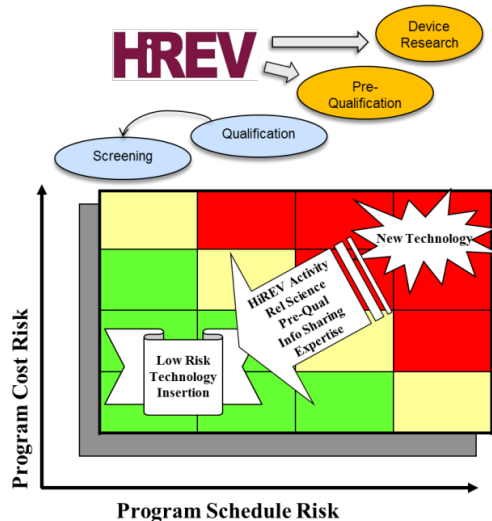 HiREV
Device
Research
Pre-
Qualification
Qualification
Screening
New Technology
HiREV Activity
Rel Science
Pre-Qual
Info Sharing
Expertise
Low Risk
Technology
Insertion
Program Cost Risk
Program Schedule Risk